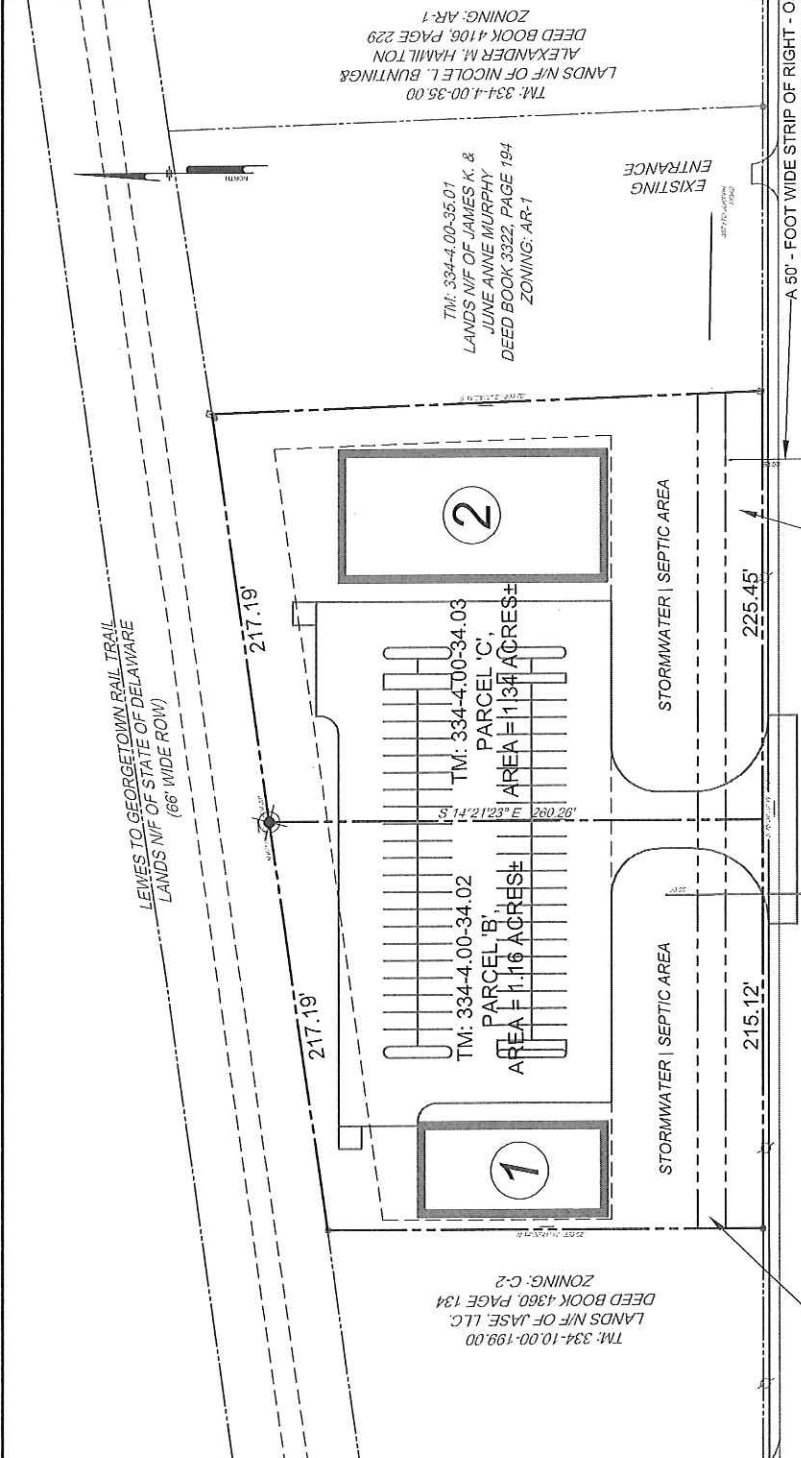 TM: 334-4.00-35.00
LANDS N/F OF NICOLE L. BUNTING&
ALEXANDER M. HAMILTON
DEED BOOK 4106, PAGE 229
ZONING: AR-1
NORTH
TM: 334-4.00-35.01
LANDS N/F OF JAMES K. &
JUNE ANNE MURPHY
DEED BOOK 3322, PAGE 194
ZONING: AR-1
EXISTING
ENTRANCE
A 50' - FOOT WIDE STRIP OF RIGHT - O
LEWES TO GEORGETOWN RAIL TRAIL
LANDS N/F OF STATE OF DELAWARE
(66' WIDE ROW)
217.19'
217.19'
2
TM: 334-4.00-34.03
PARCEL 'C',
AREA = 1.34 ACRES±
S 14°21'23" E 260.26'
TM: 334-4.00-34.02
PARCEL 'B',
AREA = 1.16 ACRES±
1
STORMWATER | SEPTIC AREA
225.45'
STORMWATER | SEPTIC AREA
215.12'
TM: 334-10.00-199.00
LANDS N/F OF JASE, LLC.
DEED BOOK 4360, PAGE 134
ZONING: C-2